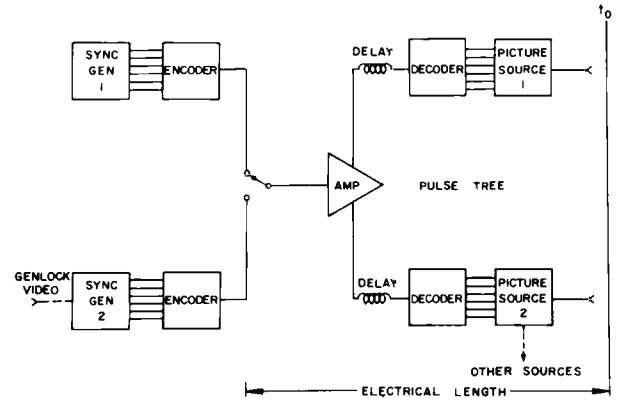 t₀
SYNC
GEN
1
ENCODER
DELAY
DECODER
PICTURE
SOURCE
1
AMP
PULSE TREE
GENLOCK
VIDEO
SYNC
GEN
2
ENCODER
DELAY
DECODER
PICTURE
SOURCE
2
OTHER SOURCES
ELECTRICAL LENGTH